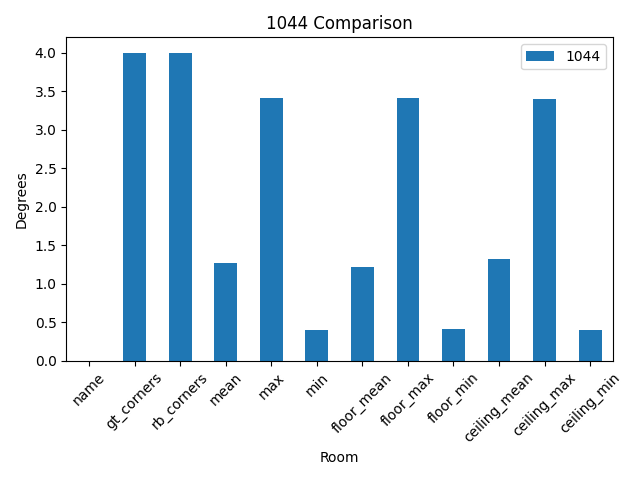 1044 Comparison
1044
Degrees
4.0
3.5
3.0
2.5
2.0
1.5
1.0
0.5
0.0
name
gt_corners
rb_corners
mean
max
min
floor_mean
floor_max
floor_min
ceiling_mean
ceiling_max
ceiling_min
Room